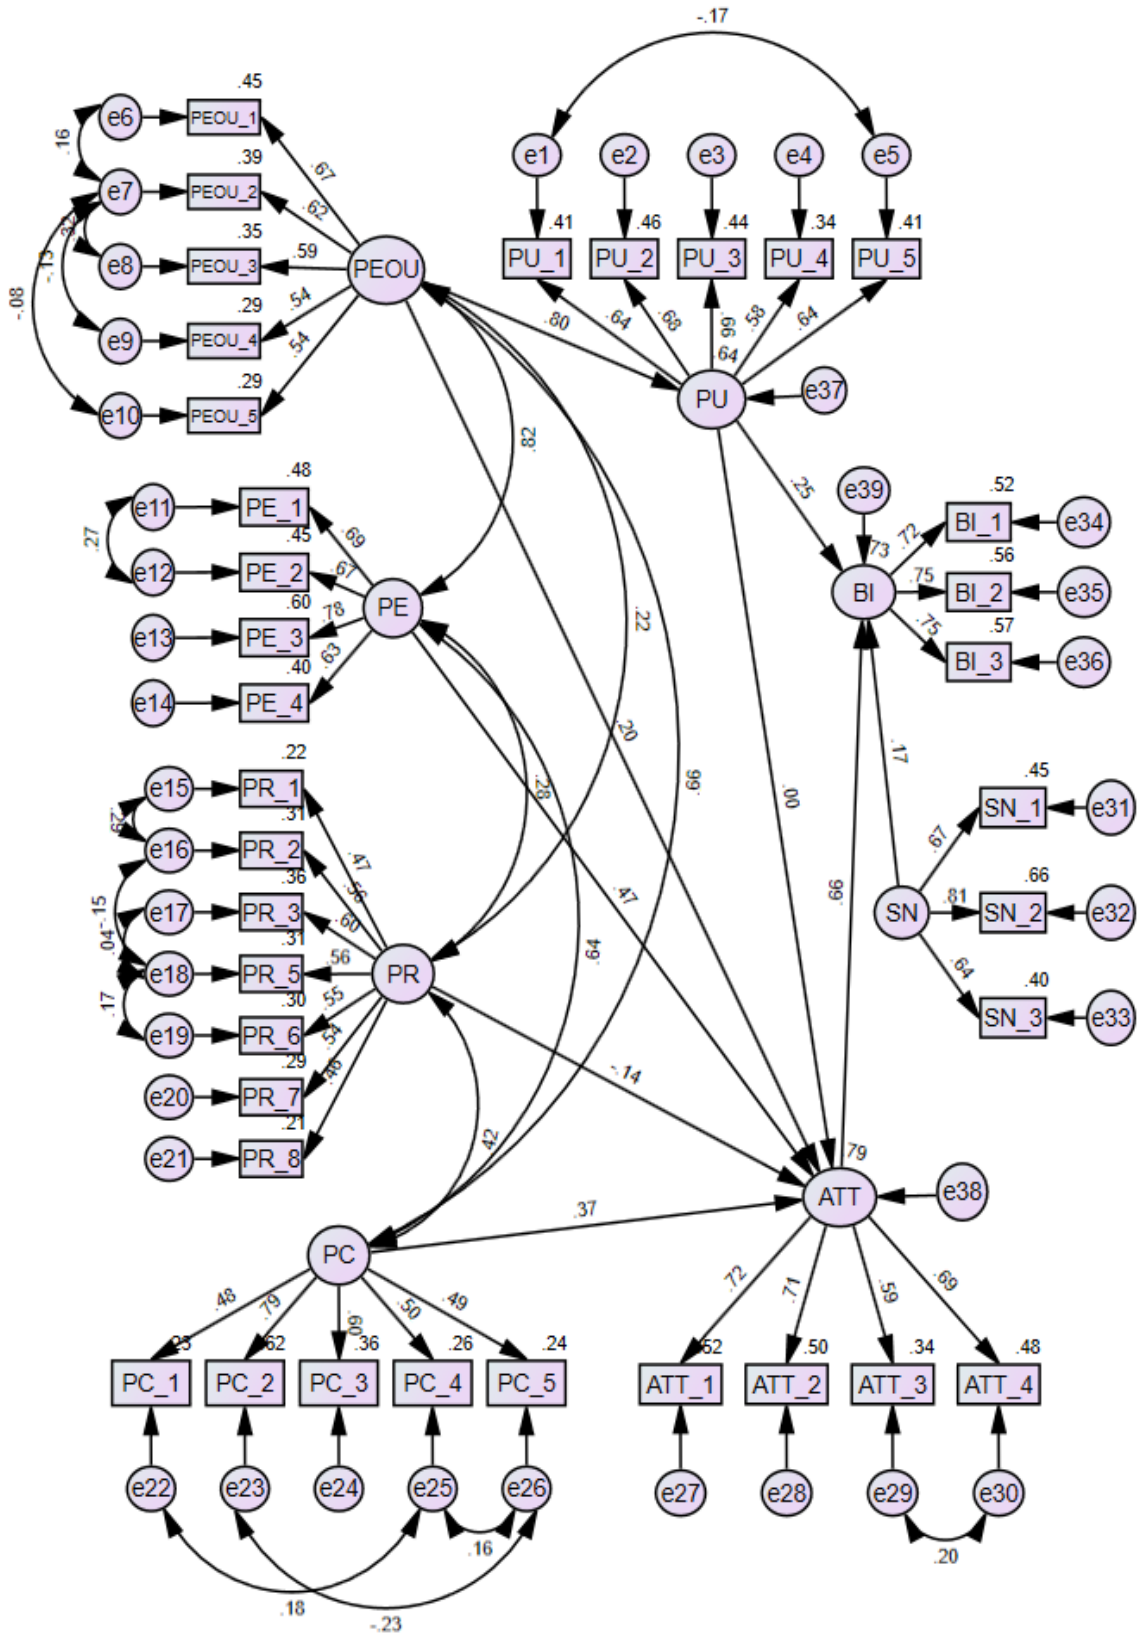 -.17
.45
e6 PEOU_1
.16
.67
.39
e7 PEOU_2
.62
.32
.35
e8 PEOU_3
.59
-.13
PEOU
.29
e9 PEOU_4
.54
-.08
.29
e10 PEOU_5
.54
e1 e2 e3 e4 e5
.41 .46 .44 .34 .41
PU_1 PU_2 PU_3 PU_4 PU_5
.80 .64 .68 .66 .58 .64
.64
PU e37
.82
.25
.48
e11 PE_1
.27
.69
.45
e12 PE_2
.67
.60
e13 PE_3
.78
PE
.40
e14 PE_4
.63
e39
.73
BI
.72 .52
BI_1 e34
.75 .56
BI_2 e35
.75 .57
BI_3 e36
.22
.20
.28
.66
.00
.17
.47
.64
.66
.22
e15 PR_1
.29
.47
.31
e16 PR_2
.56
.36
e17 PR_3
.60
-.15
.04
.31
e18 PR_5
.56
PR
.17
.30
e19 PR_6
.55
.29
e20 PR_7
.54
.21
e21 PR_8
.46
.45
SN_1 e31
.67
SN
.81 .66
SN_2 e32
.64 .40
SN_3 e33
-.14
.42
.79
ATT e38
.37
PC
.48 .79 .60 .50 .49
.23 .62 .36 .26 .24
PC_1 PC_2 PC_3 PC_4 PC_5
e22 e23 e24 e25 e26
.16
.18
-.23
.72 .71 .59 .69
.52 .50 .34 .48
ATT_1 ATT_2 ATT_3 ATT_4
e27 e28 e29 e30
.20